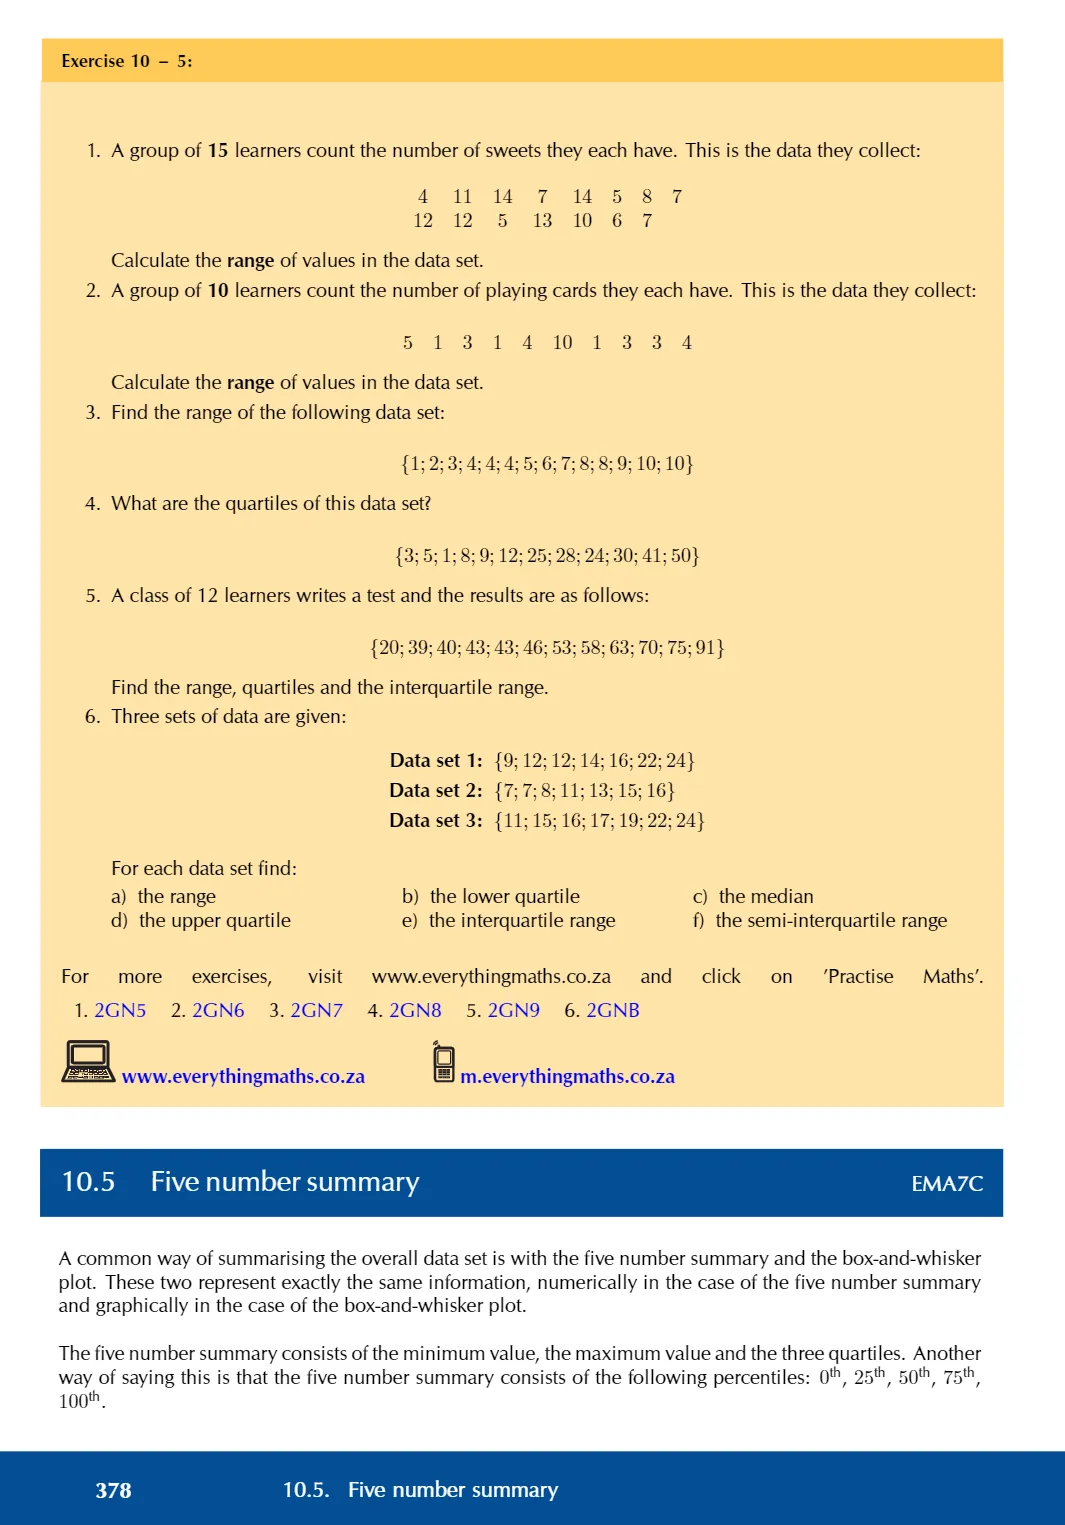 Exercise 10 – 5:
1. A group of 15 learners count the number of sweets they each have. This is the data they collect:
4 11 14 7 14 5 8 7
12 12 5 13 10 6 7
Calculate the range of values in the data set.
2. A group of 10 learners count the number of playing cards they each have. This is the data they collect:
5 1 3 1 4 10 1 3 3 4
Calculate the range of values in the data set.
3. Find the range of the following data set:
{1; 2; 3; 4; 4; 4; 5; 6; 7; 8; 8; 9; 10; 10}
4. What are the quartiles of this data set?
{3; 5; 1; 8; 9; 12; 25; 28; 24; 30; 41; 50}
5. A class of 12 learners writes a test and the results are as follows:
{20; 39; 40; 43; 43; 46; 53; 58; 63; 70; 75; 91}
Find the range, quartiles and the interquartile range.
6. Three sets of data are given:
Data set 1: {9; 12; 12; 14; 16; 22; 24}
Data set 2: {7; 7; 8; 11; 13; 15; 16}
Data set 3: {11; 15; 16; 17; 19; 22; 24}
For each data set find:
a) the range b) the lower quartile c) the median
d) the upper quartile e) the interquartile range f) the semi-interquartile range
For more exercises, visit www.everythingmaths.co.za and click on ’Practise Maths’.
1. 2GN5 2. 2GN6 3. 2GN7 4. 2GN8 5. 2GN9 6. 2GNB
www.everythingmaths.co.za m.everythingmaths.co.za
10.5 Five number summary EMA7C
A common way of summarising the overall data set is with the five number summary and the box-and-whisker
plot. These two represent exactly the same information, numerically in the case of the five number summary
and graphically in the case of the box-and-whisker plot.
The five number summary consists of the minimum value, the maximum value and the three quartiles. Another
way of saying this is that the five number summary consists of the following percentiles: 0th, 25th, 50th, 75th,
100th.
378 10.5. Five number summary